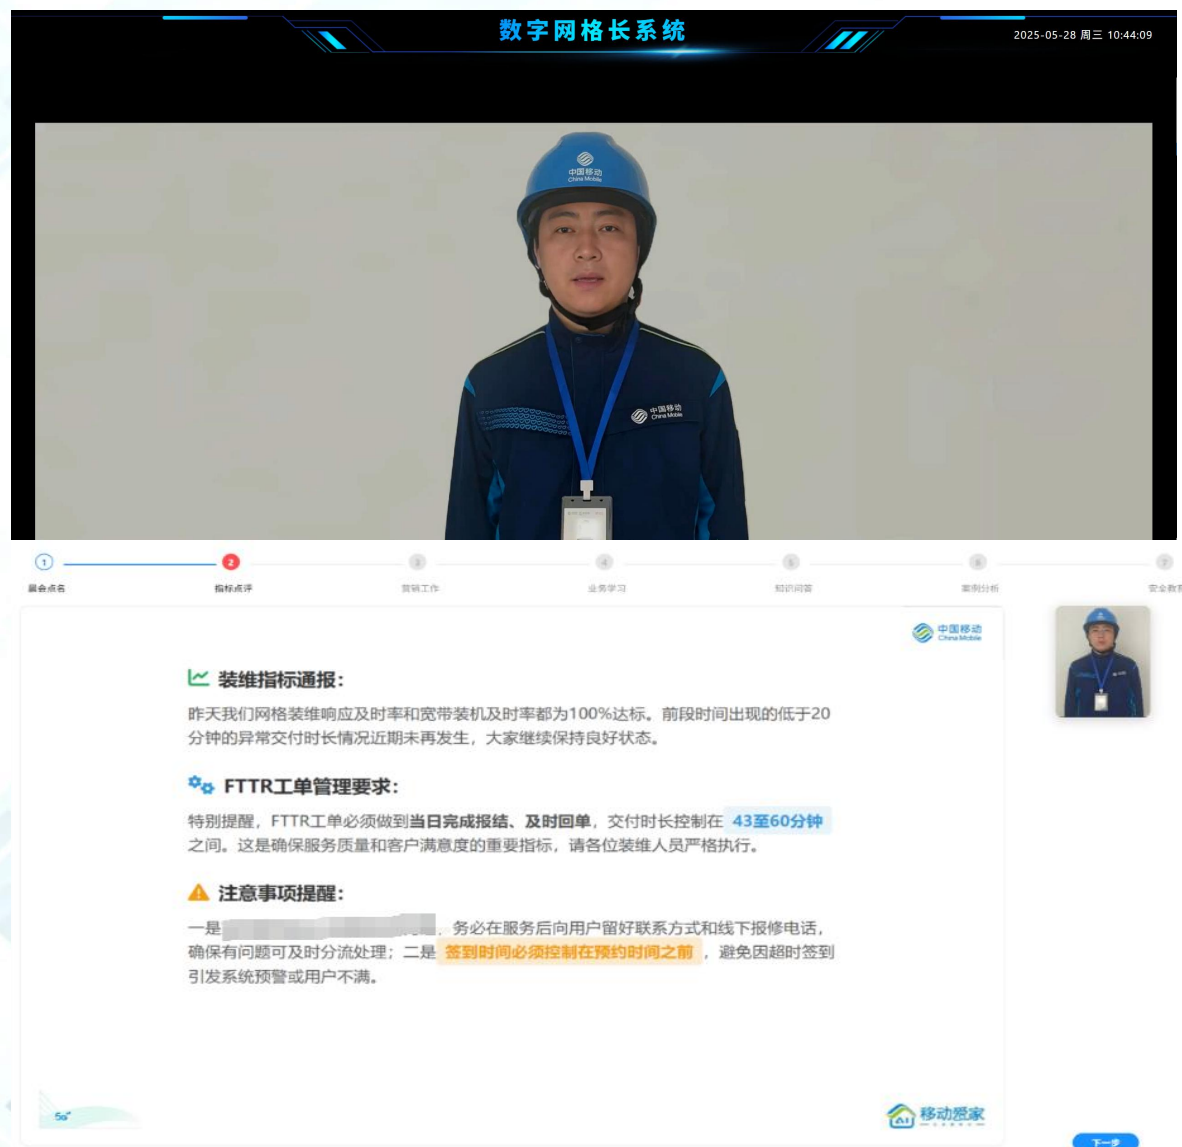 数字网格长系统
2025-05-28 周三 10:44:09
中国移动
China Mobile
中国移动
China Mobile
1 2 3 4 5 6 7
晨会点名 指标点评 营销工作 业务学习 知识问答 案例分析 安全教
中国移动
China Mobile
装维指标通报：
昨天我们网格装维响应及时率和宽带装机及时率都为100%达标。前段时间出现的低于20
分钟的异常交付时长情况近期未再发生，大家继续保持良好状态。
FTTR工单管理要求：
特别提醒，FTTR工单必须做到当日完成报结、及时回单，交付时长控制在 43至60分钟
之间。这是确保服务质量和客户满意度的重要指标，请各位装维人员严格执行。
注意事项提醒：
一是 务必在服务后向用户留好联系方式和线下报修电话，
确保有问题可及时分流处理；二是 签到时间必须控制在预约时间之前，避免因超时签到
引发系统预警或用户不满。
5G
AI 移动爱家
下一步